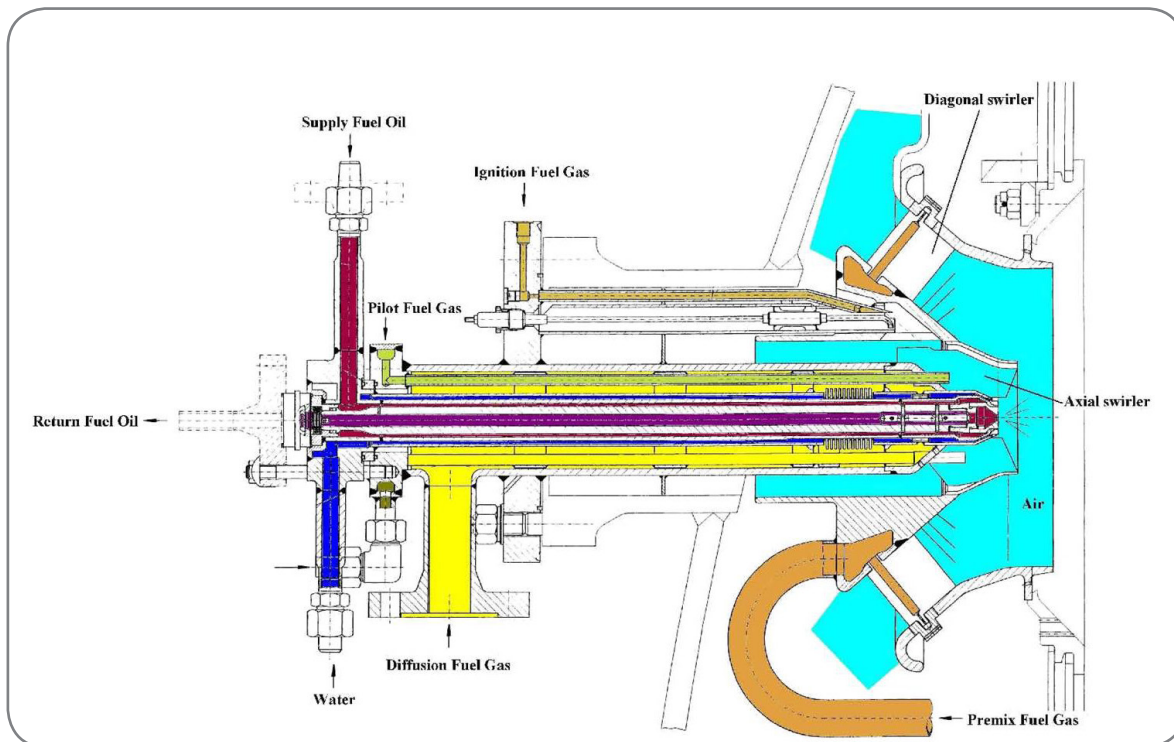 Diagonal swirler
Supply Fuel Oil
Ignition Fuel Gas
Pilot Fuel Gas
Return Fuel Oil
Axial swirler
Air
Diffusion Fuel Gas
Water
Premix Fuel Gas